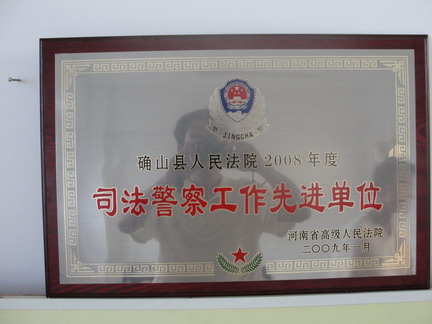 JINGCHA
确山县人民法院2008年度
司法警察工作先进单位
河南省高级人民法院
二〇〇九年一月